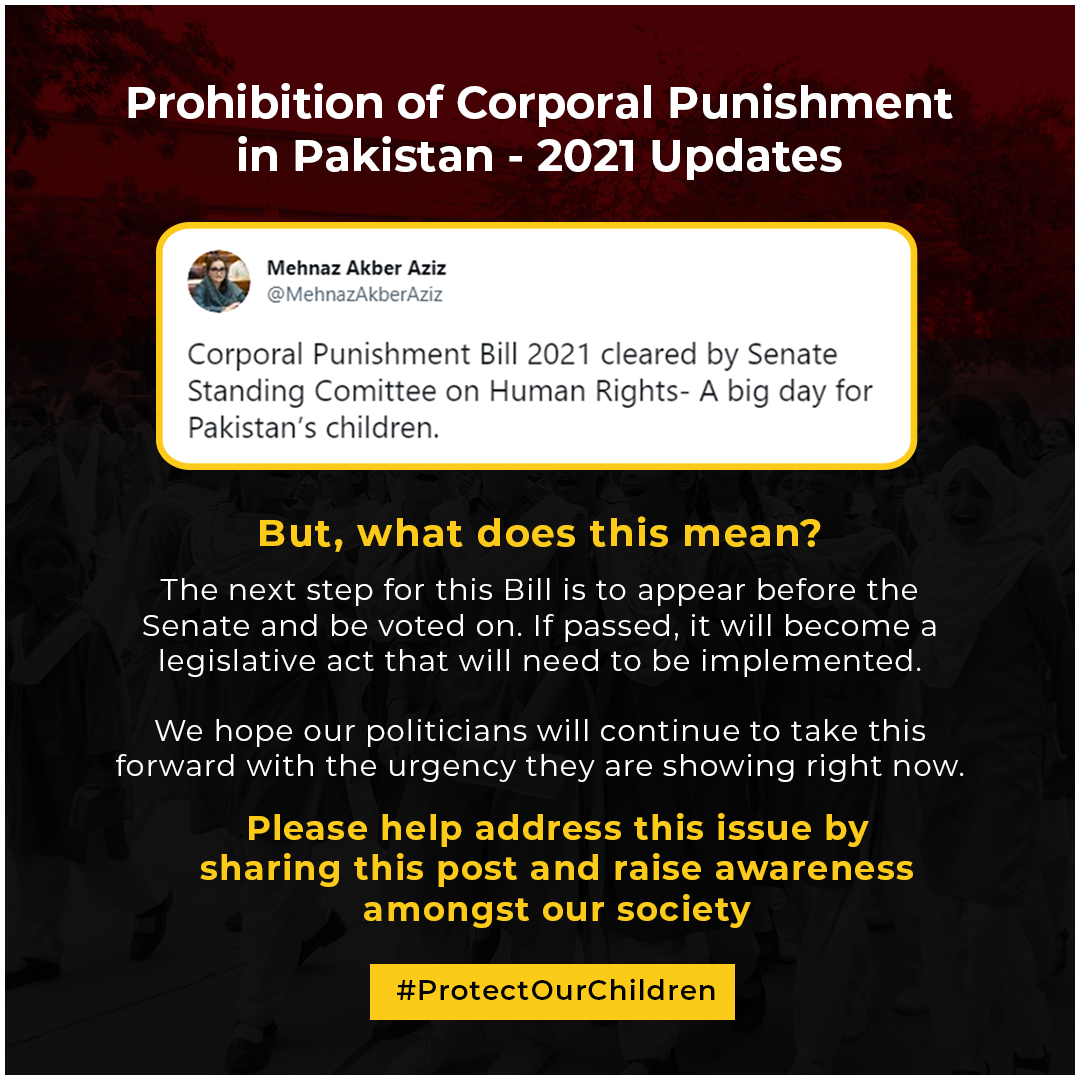 Prohibition of Corporal Punishment
in Pakistan - 2021 Updates
Mehnaz Akber Aziz
@MehnazAkberAziz
Corporal Punishment Bill 2021 cleared by Senate
Standing Comittee on Human Rights- A big day for
Pakistan's children.
But, what does this mean?
The next step for this Bill is to appear before the
Senate and be voted on. If passed, it will become a
legislative act that will need to be implemented.
We hope our politicians will continue to take this
forward with the urgency they are showing right now.
Please help address this issue by
sharing this post and raise awareness
amongst our society
#ProtectOurChildren